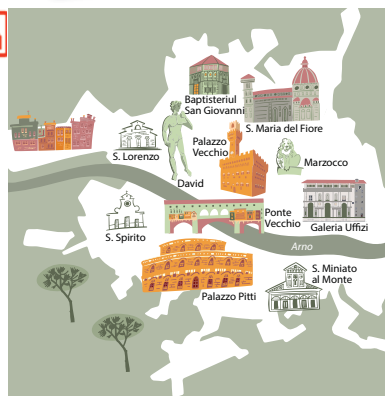 Baptisteriul
San Giovanni
S. Maria del Fiore
Palazzo
Vecchio
S. Lorenzo
Marzocco
David
Ponte
Vecchio
S. Spirito
Galeria Uffizi
Arno
S. Miniato
al Monte
Palazzo Pitti